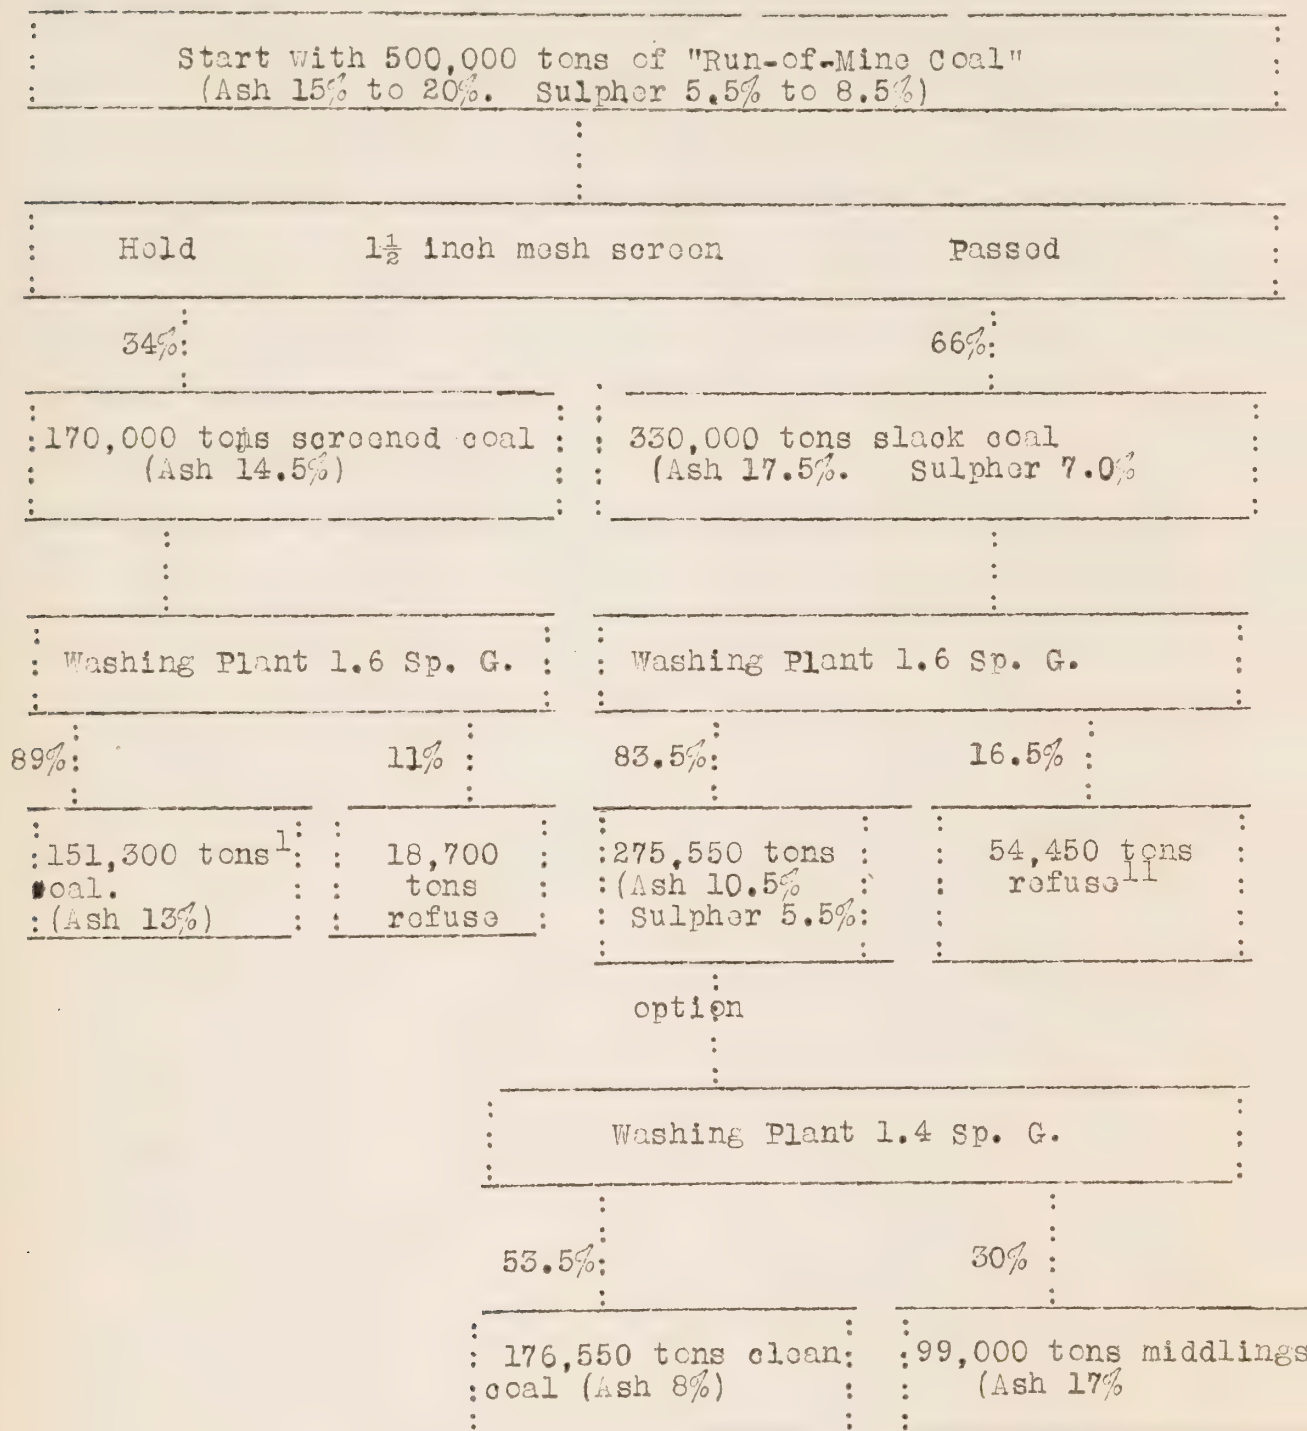 Start with 500,000 tons of "Run-of-Mine Coal"
(Ash 15% to 20%. Sulpher 5.5% to 8.5%)
Hold 1½ inch mesh screen Passed
34% 66%
170,000 tons screened coal
(Ash 14.5%)
330,000 tons slack coal
(Ash 17.5%. Sulpher 7.0%
Washing Plant 1.6 Sp. G.
Washing Plant 1.6 Sp. G.
89% 11% 83.5% 16.5%
151,300 tons1
coal.
(Ash 13%)
18,700
tons
refuse
275,550 tons
(Ash 10.5%
Sulpher 5.5%
54,450 tons
refuse11
option
Washing Plant 1.4 Sp. G.
53.5% 30%
176,550 tons clean
coal (Ash 8%)
99,000 tons middlings
(Ash 17%